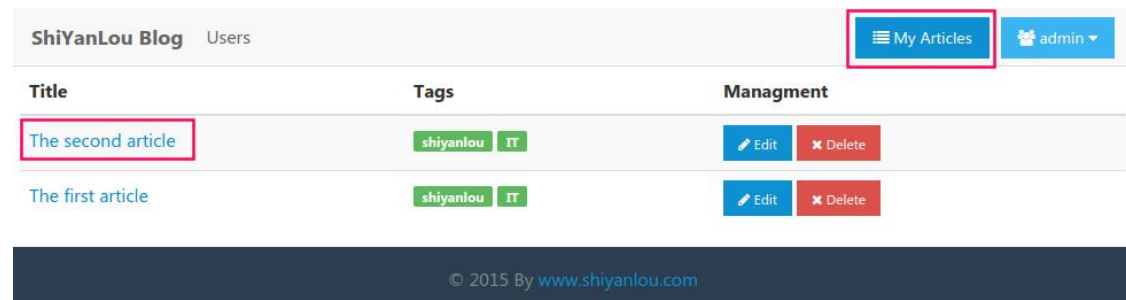 ShiYanLou Blog Users My Articles admin
Title Tags Managment
The second article shiyanlou IT Edit Delete
The first article shiyanlou IT Edit Delete
© 2015 By www.shiyanlou.com